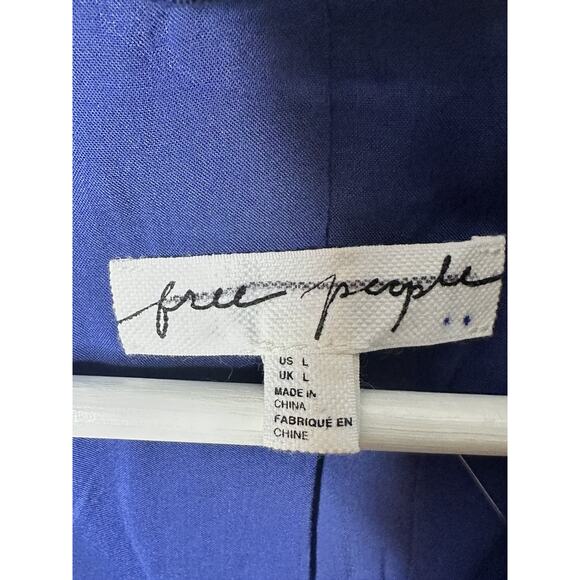 free people
US L
UK L
MADE IN
CHINA
FABRIQUÉ EN
CHINE